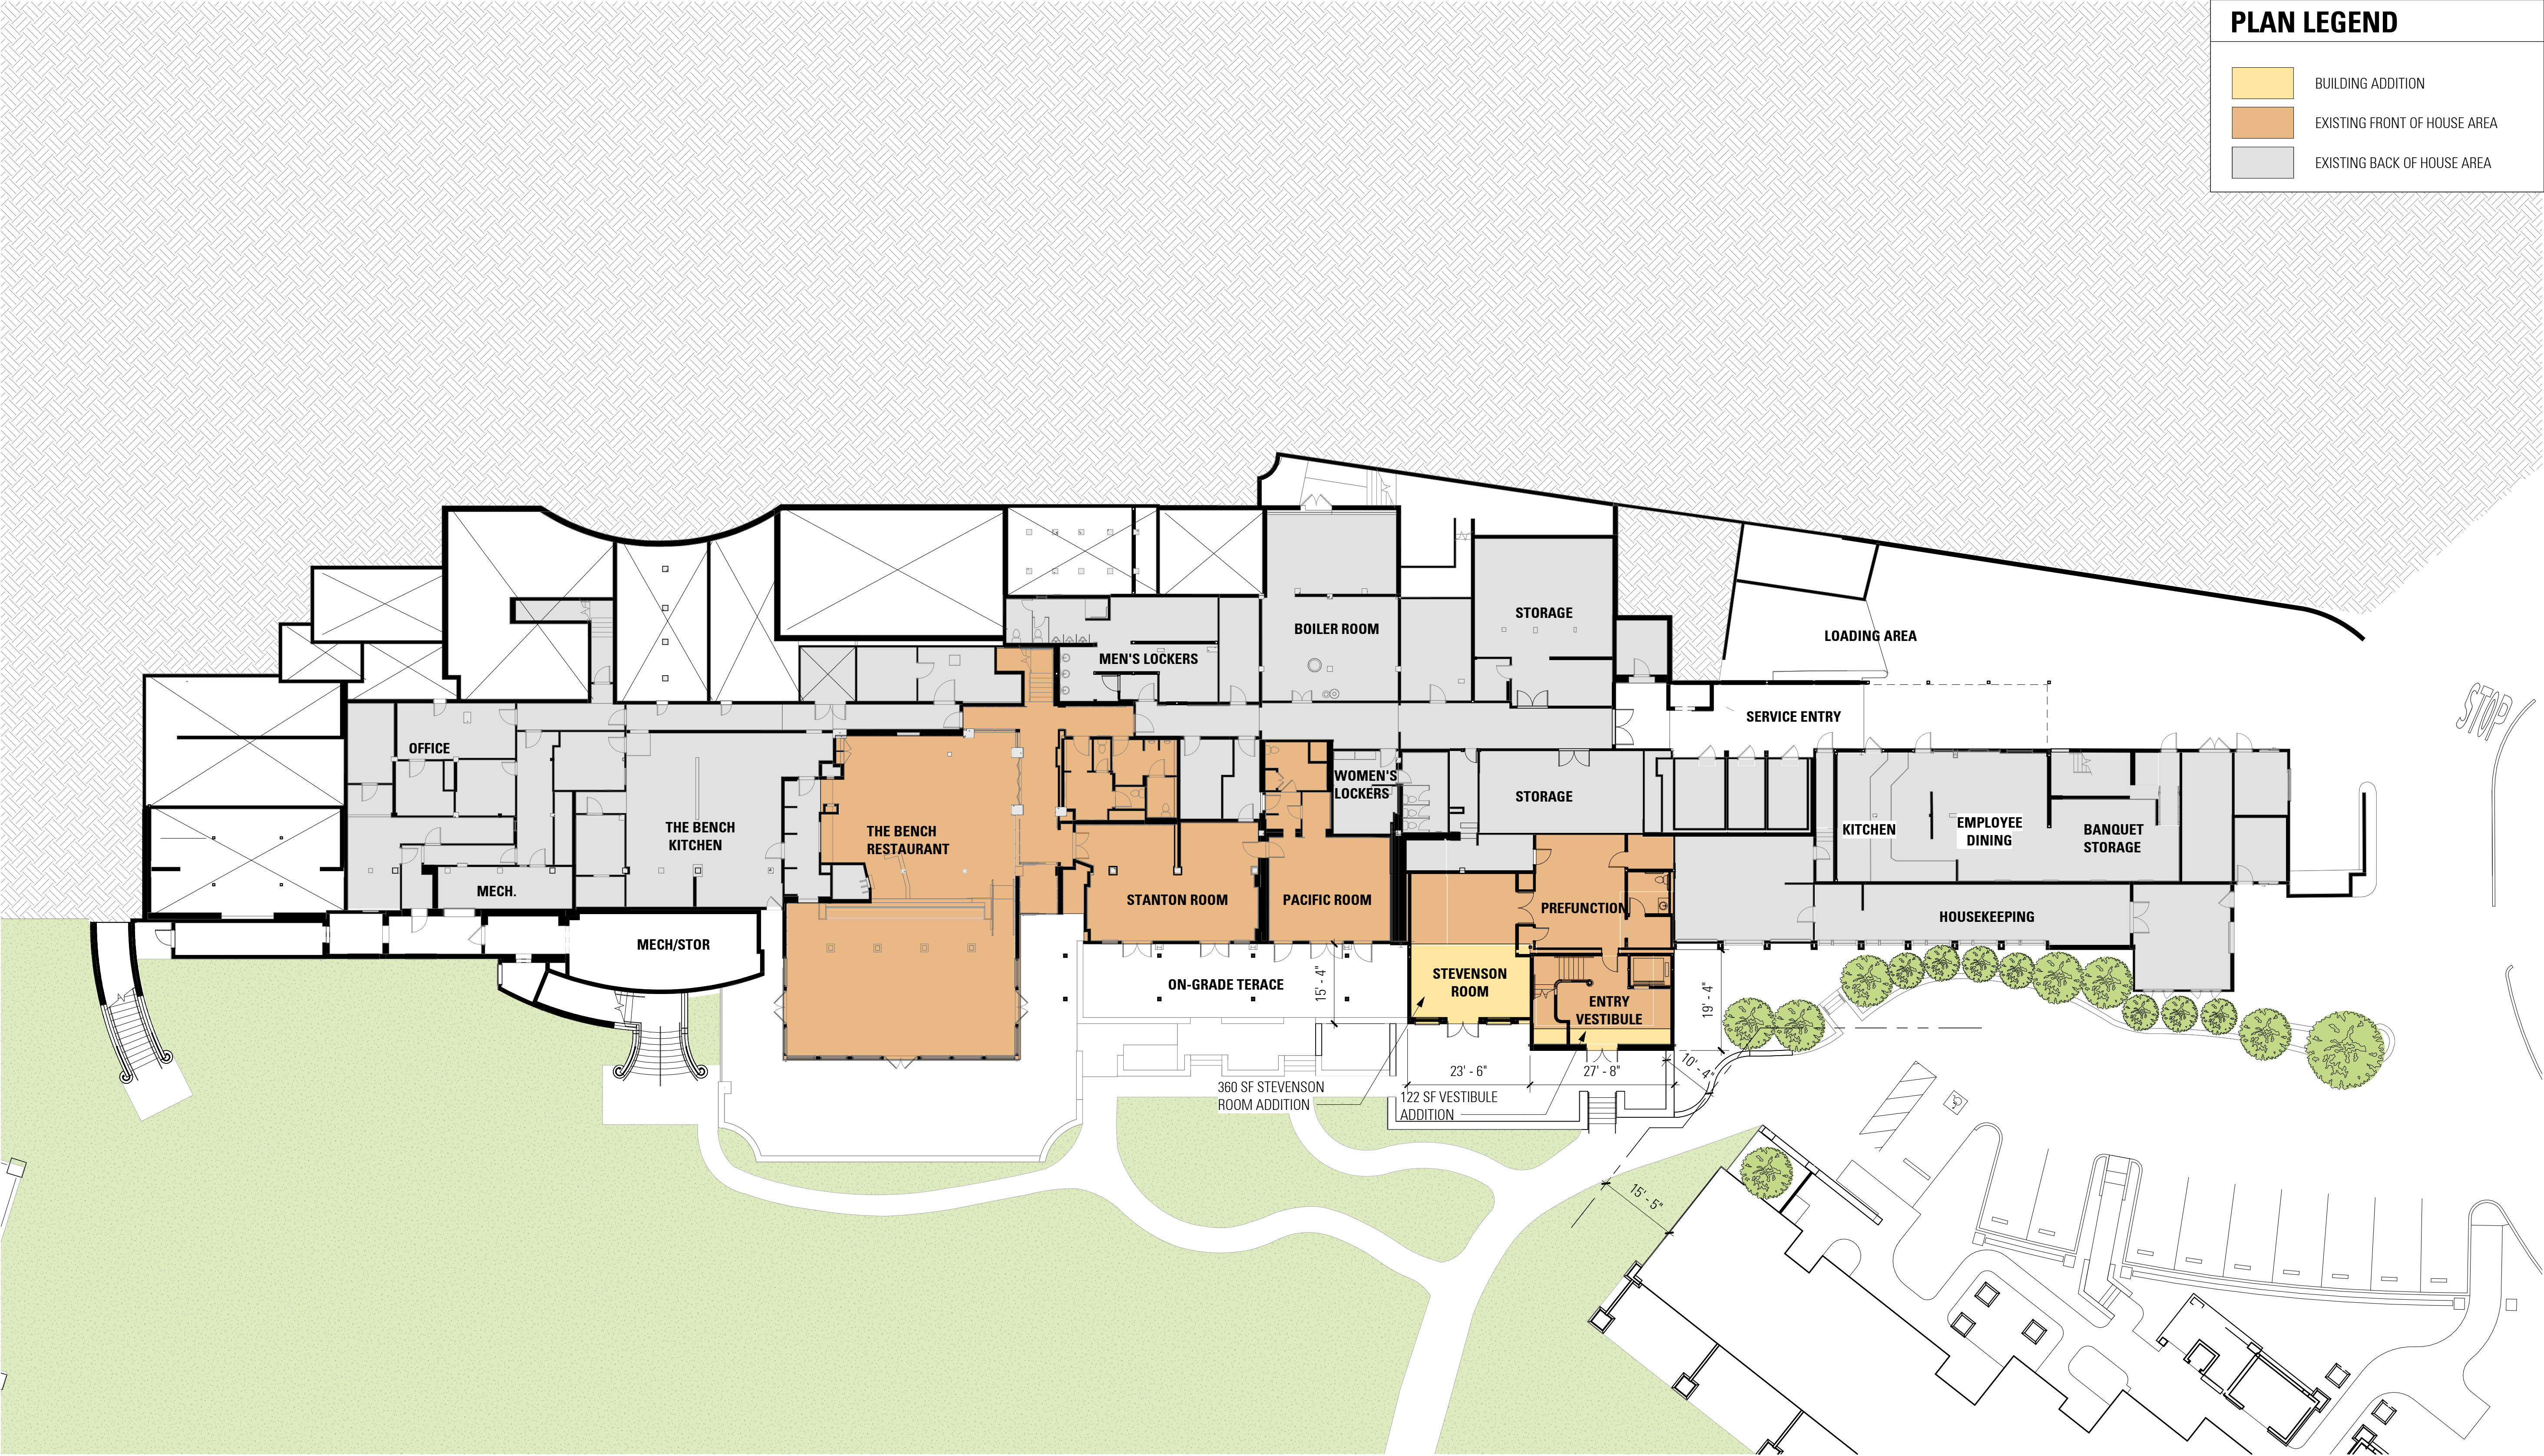 PLAN LEGEND
BUILDING ADDITION
EXISTING FRONT OF HOUSE AREA
EXISTING BACK OF HOUSE AREA
STORAGE
BOILER ROOM
LOADING AREA
MEN'S LOCKERS
STOP
SERVICE ENTRY
OFFICE
WOMEN'S
LOCKERS
STORAGE
THE BENCH
KITCHEN
THE BENCH
RESTAURANT
KITCHEN
EMPLOYEE
DINING
BANQUET
STORAGE
MECH.
STANTON ROOM
PACIFIC ROOM
PREFUNCTION
HOUSEKEEPING
MECH/STOR
ON-GRADE TERACE
15' - 4"
STEVENSON
ROOM
ENTRY
VESTIBULE
19' - 4"
23' - 6"
27' - 8"
10' - 4"
360 SF STEVENSON
ROOM ADDITION
122 SF VESTIBULE
ADDITION
15' - 5"